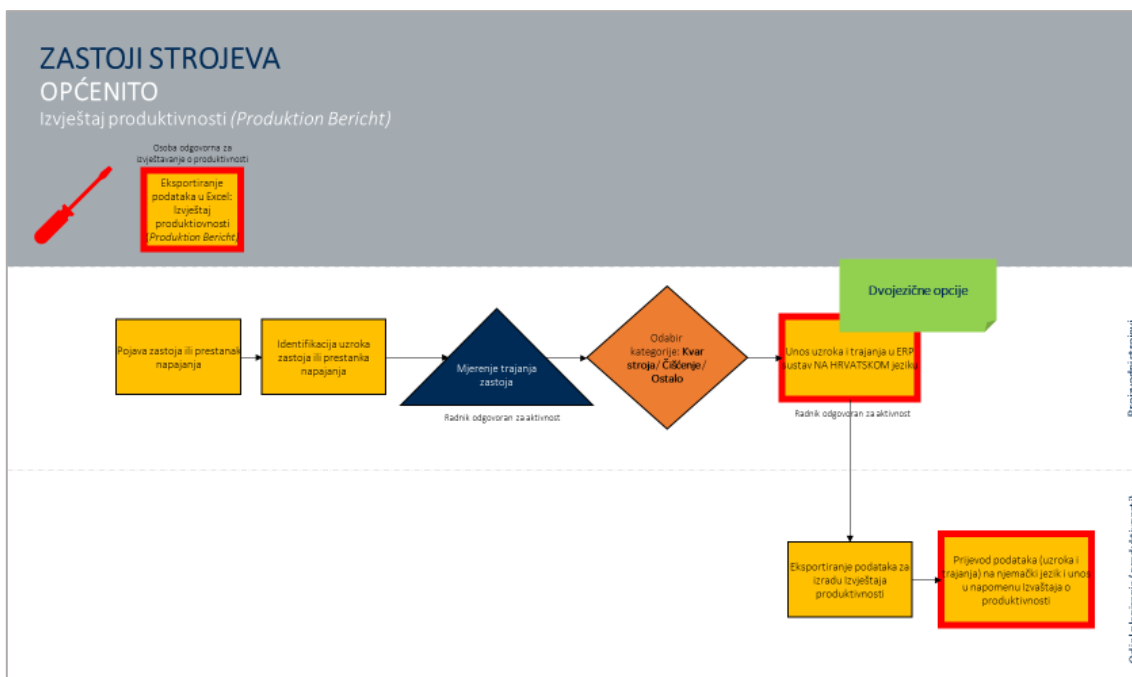 ZASTOJI STROJEVA
OPĆENITO
Izvještaj produktivnosti (Produktion Bericht)
Osoba odgovorna za
izvještavanje o produktivnosti
Eksportiranje
podataka u Excel:
Izvještaj
produktiovnosti
(Produktion Bericht)
Dvojezične opcije
Pojava zastoja ili prestanak
napajanja
Identifikacija uzroka
zastoja ili prestanka
napajanja
Mjerenje trajanja
zastoja
Radnik odgovoran za aktivnost
Odabir
kategorije: Kvar
stroja/ Čišćenje/
Ostalo
Unos uzroka i trajanja u ERP
sustav NA HRVATSKOM jeziku
Radnik odgovoran za aktivnost
Eksportiranje podataka za
izradu Izvještaja
produktivnosti
Prijevod podataka (uzroka i
trajanja) na njemački jezik i unos
u napomenu Izvaštaja o
produktivnosti